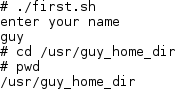 # ./first.sh
enter your name
guy
# cd /usr/guy_home_dir
# pwd
/usr/guy_home_dir